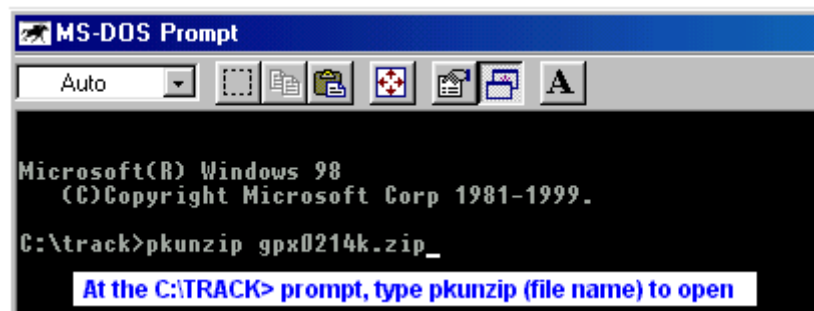 MS-DOS Prompt
Auto
A
Microsoft(R) Windows 98
(C)Copyright Microsoft Corp 1981-1999.
C:\track>pkunzip gpx0214k.zip_
At the C:\TRACK> prompt, type pkunzip (file name) to open